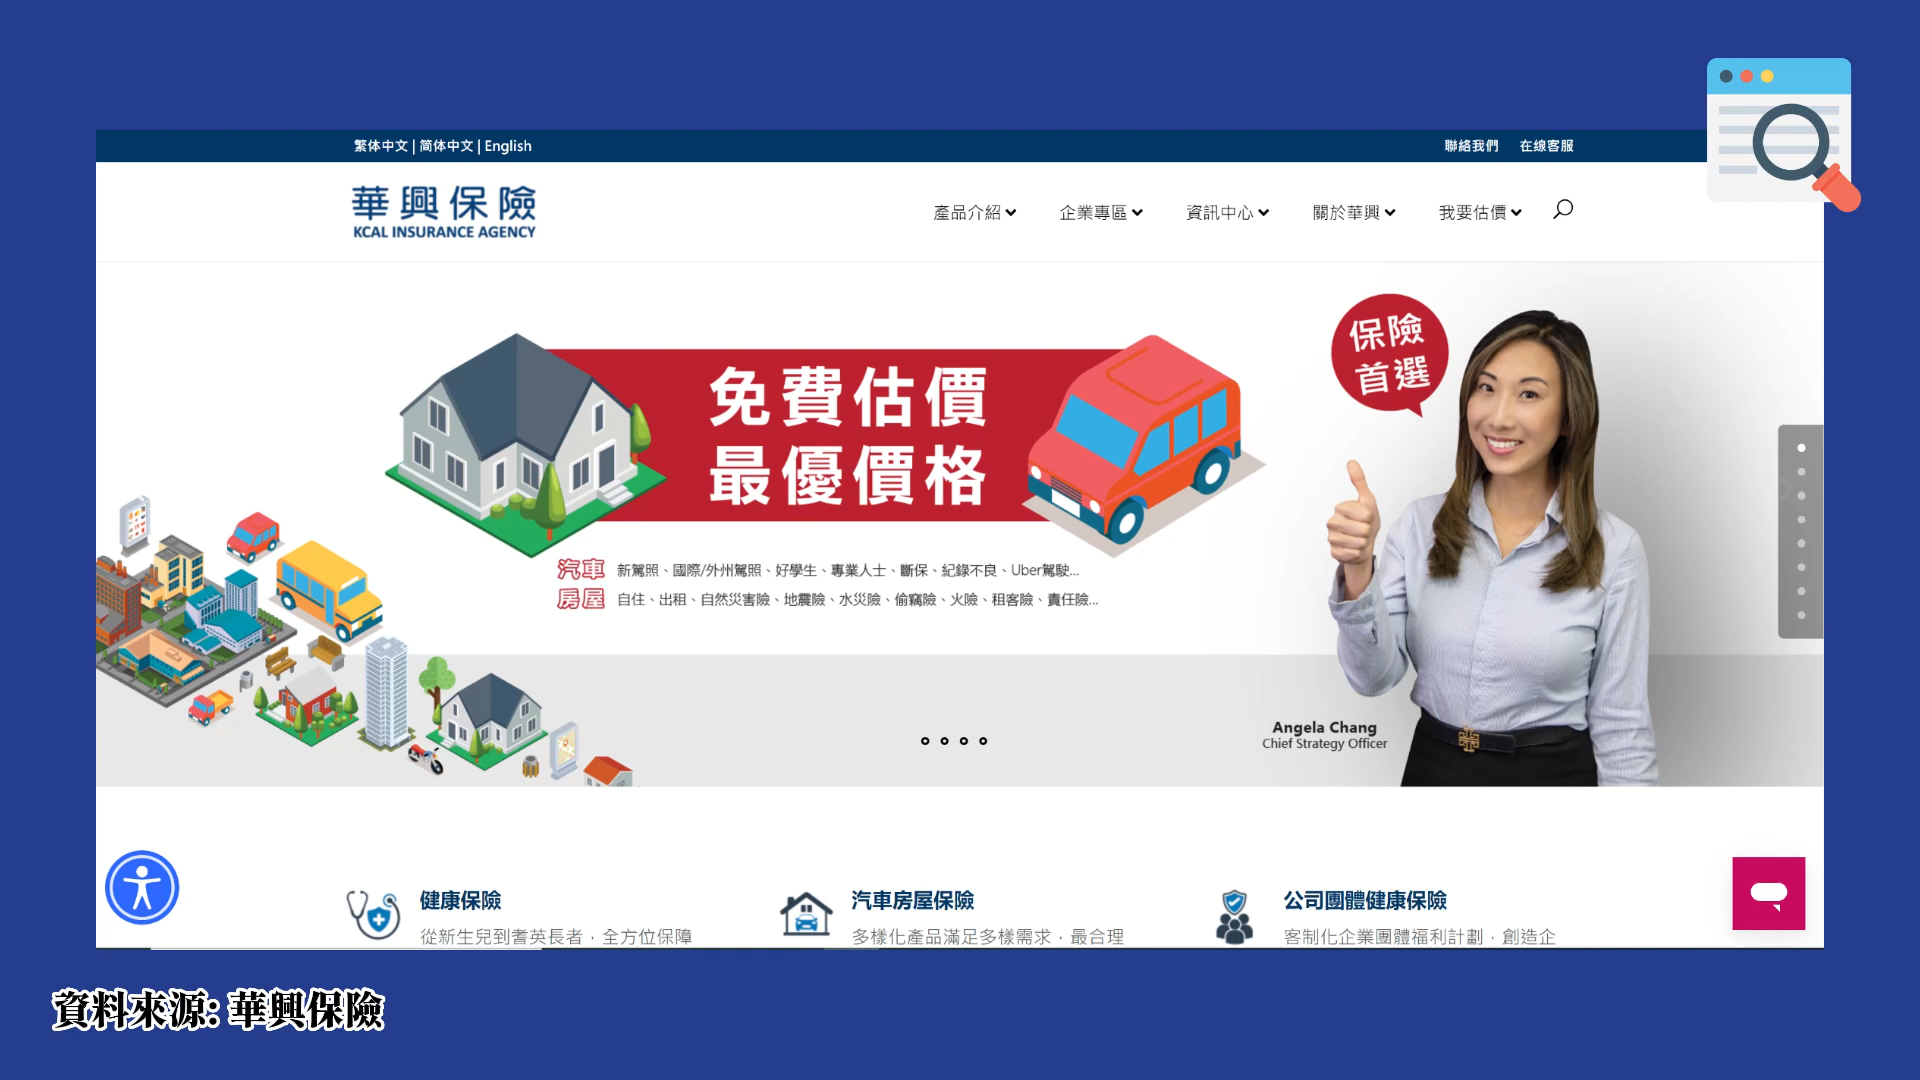 繁体中文 | 简体中文 | English
聯絡我們 在線客服
華興保險
KCAL INSURANCE AGENCY
產品介紹 企業專區 資訊中心 關於華興 我要估價
保險
首選
免費估價
最優價格
汽車 新駕照、國際/外州駕照、好學生、專業人士、斷保、紀錄不良、Uber駕駛...
房屋 自住、出租、自然災害險、地震險、水災險、偷竊險、火險、租客險、責任險...
Angela Chang
Chief Strategy Officer
健康保險
從新生兒到耆英長者，全方位保障
汽車房屋保險
多樣化產品滿足多樣需求，最合理
公司團體健康保險
客制化企業團體福利計劃，創造企
資料來源: 華興保險